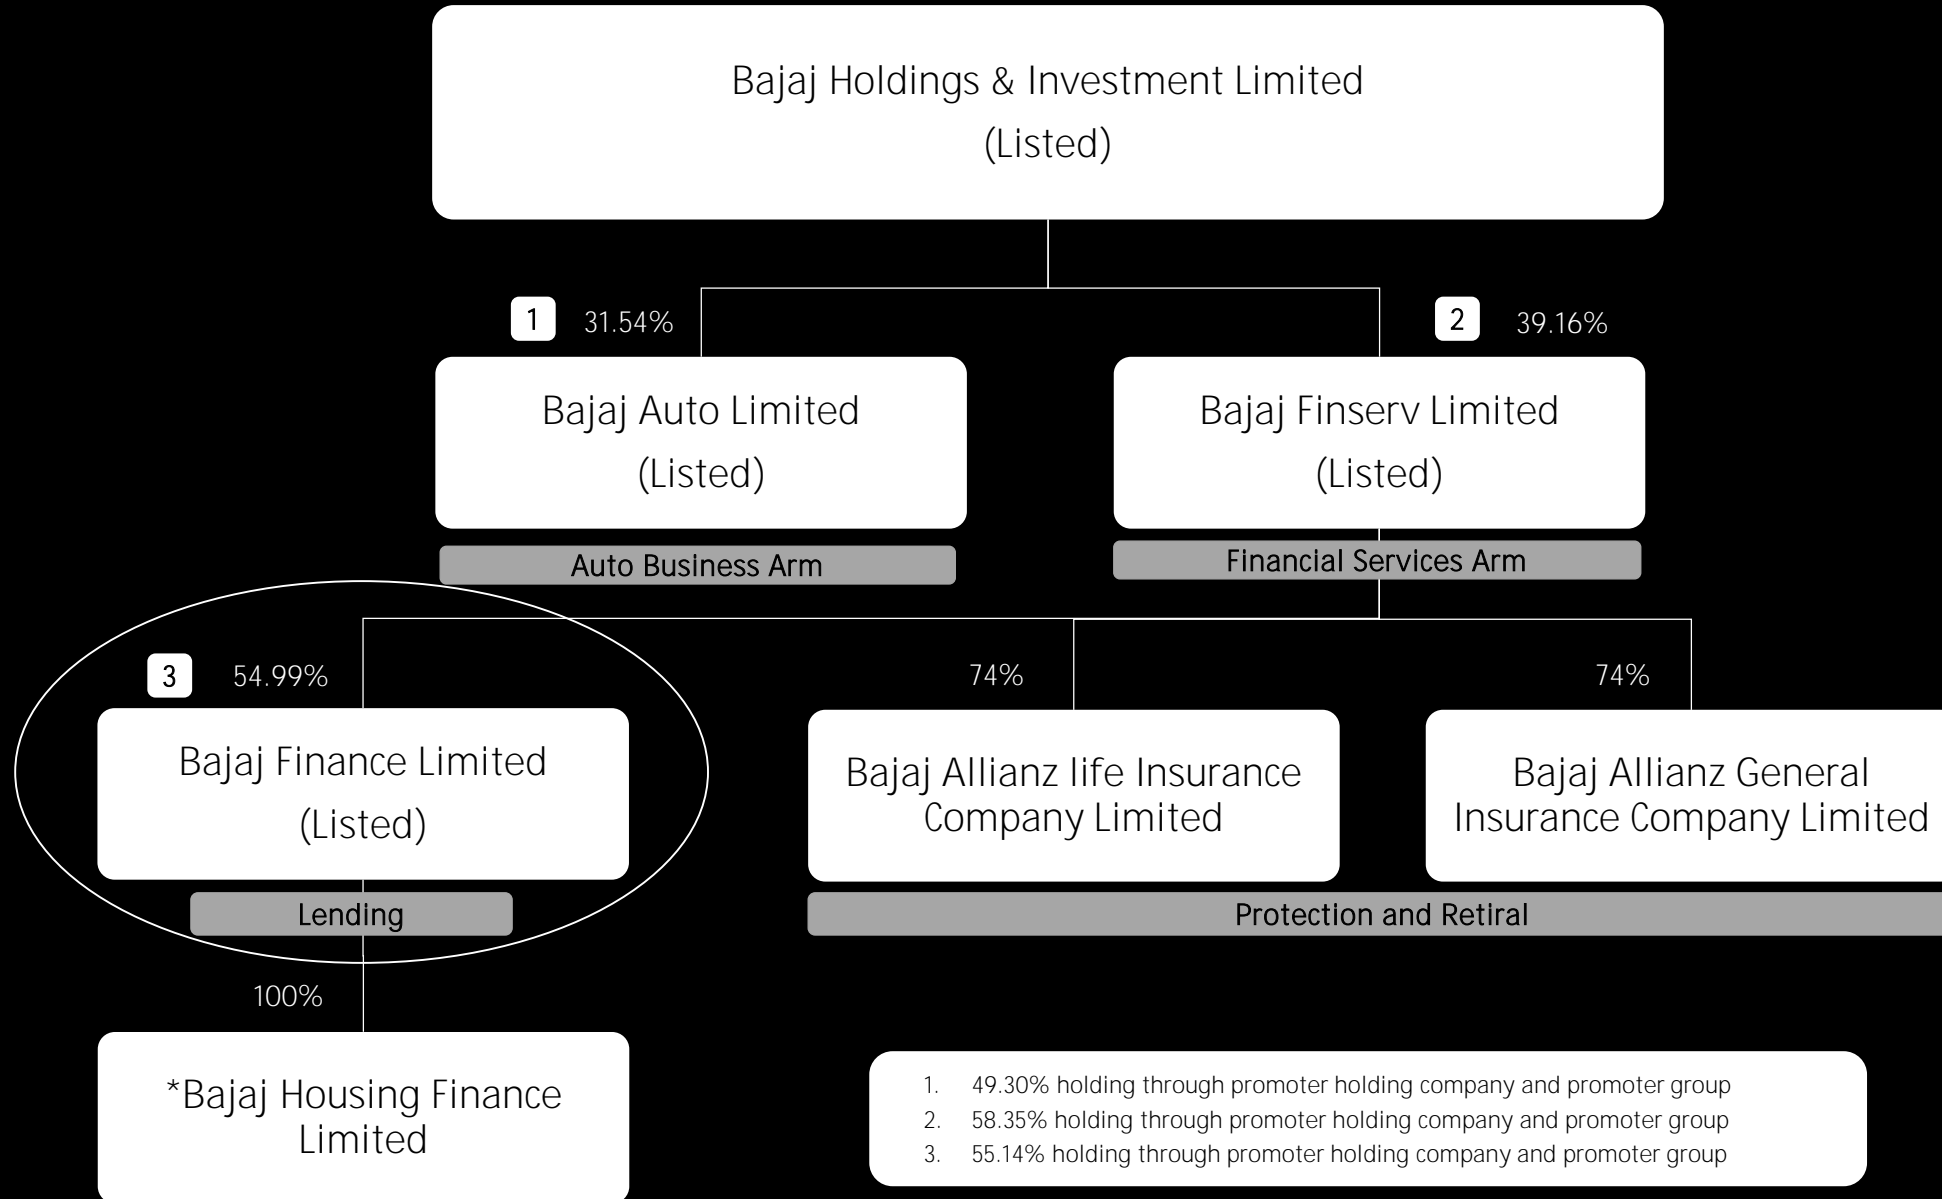 Bajaj Holdings & Investment Limited
(Listed)
1 31.54%
2 39.16%
Bajaj Auto Limited
(Listed)
Bajaj Finserv Limited
(Listed)
Auto Business Arm
Financial Services Arm
3 54.99%
74%
74%
Bajaj Finance Limited
(Listed)
Bajaj Allianz life Insurance
Company Limited
Bajaj Allianz General
Insurance Company Limited
Lending
Protection and Retiral
100%
*Bajaj Housing Finance
Limited
1. 49.30% holding through promoter holding company and promoter group
2. 58.35% holding through promoter holding company and promoter group
3. 55.14% holding through promoter holding company and promoter group